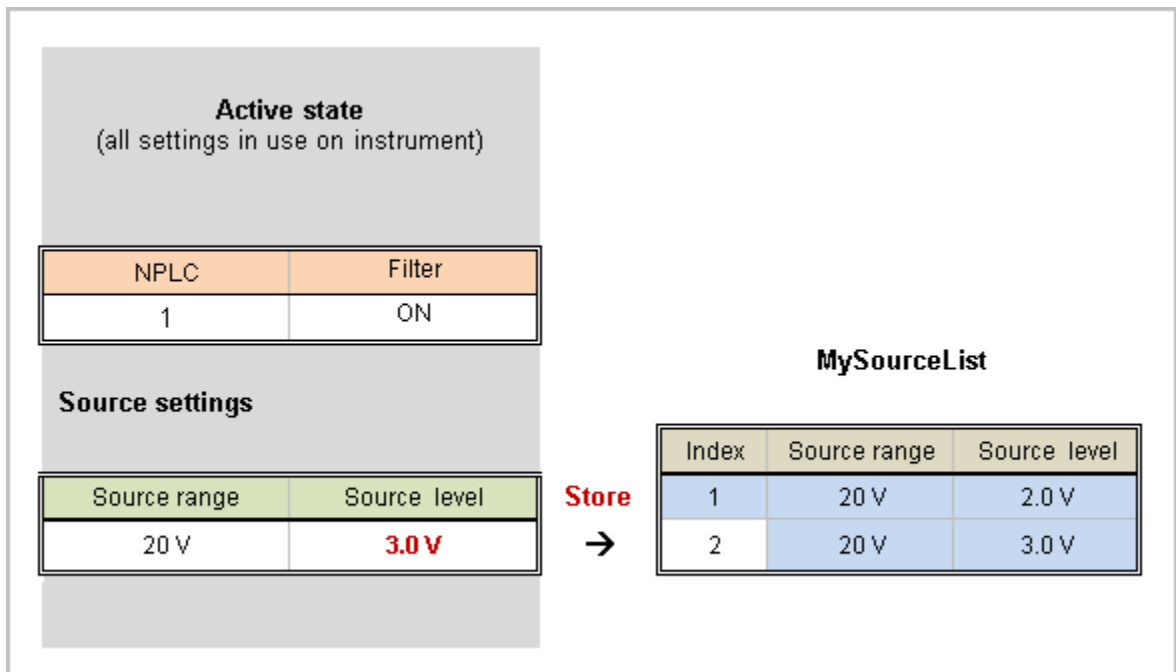 Active state
(all settings in use on instrument)
NPLC Filter
1 ON
Source settings
Source range Source level
20 V 3.0 V
Store
→
MySourceList
Index Source range Source level
1 20 V 2.0 V
2 20 V 3.0 V